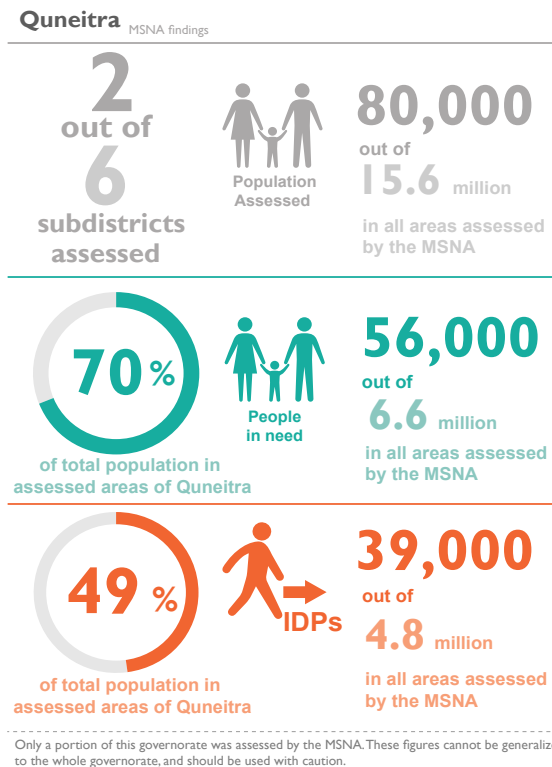 Quneitra MSNA findings
2
out of
6
subdistricts
assessed
Population
Assessed
80,000
out of
15.6 million
in all areas assessed
by the MSNA
70 %
of total population in
assessed areas of Quneitra
People
in need
56,000
out of
6.6 million
in all areas assessed
by the MSNA
49 %
of total population in
assessed areas of Quneitra
IDPs
39,000
out of
4.8 million
in all areas assessed
by the MSNA
Only a portion of this governorate was assessed by the MSNA. These figures cannot be generaliz
to the whole governorate, and should be used with caution.